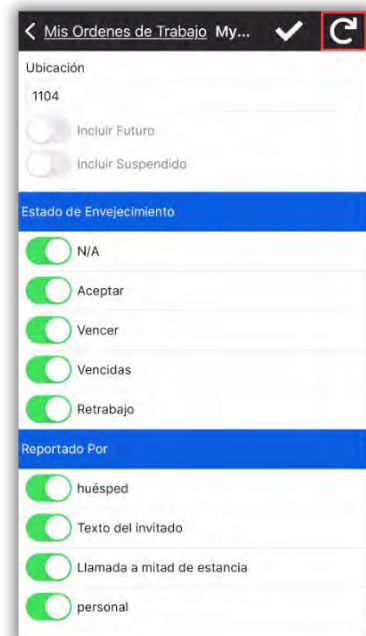 Mis Ordenes de Trabajo My...
Ubicación
1104
Incluir Futuro
Incluir Suspendido
Estado de Envejecimiento
N/A
Aceptar
Vencer
Vencidas
Retrabajo
Reportado Por
huésped
Texto del invitado
Llamada a mitad de estancia
personal